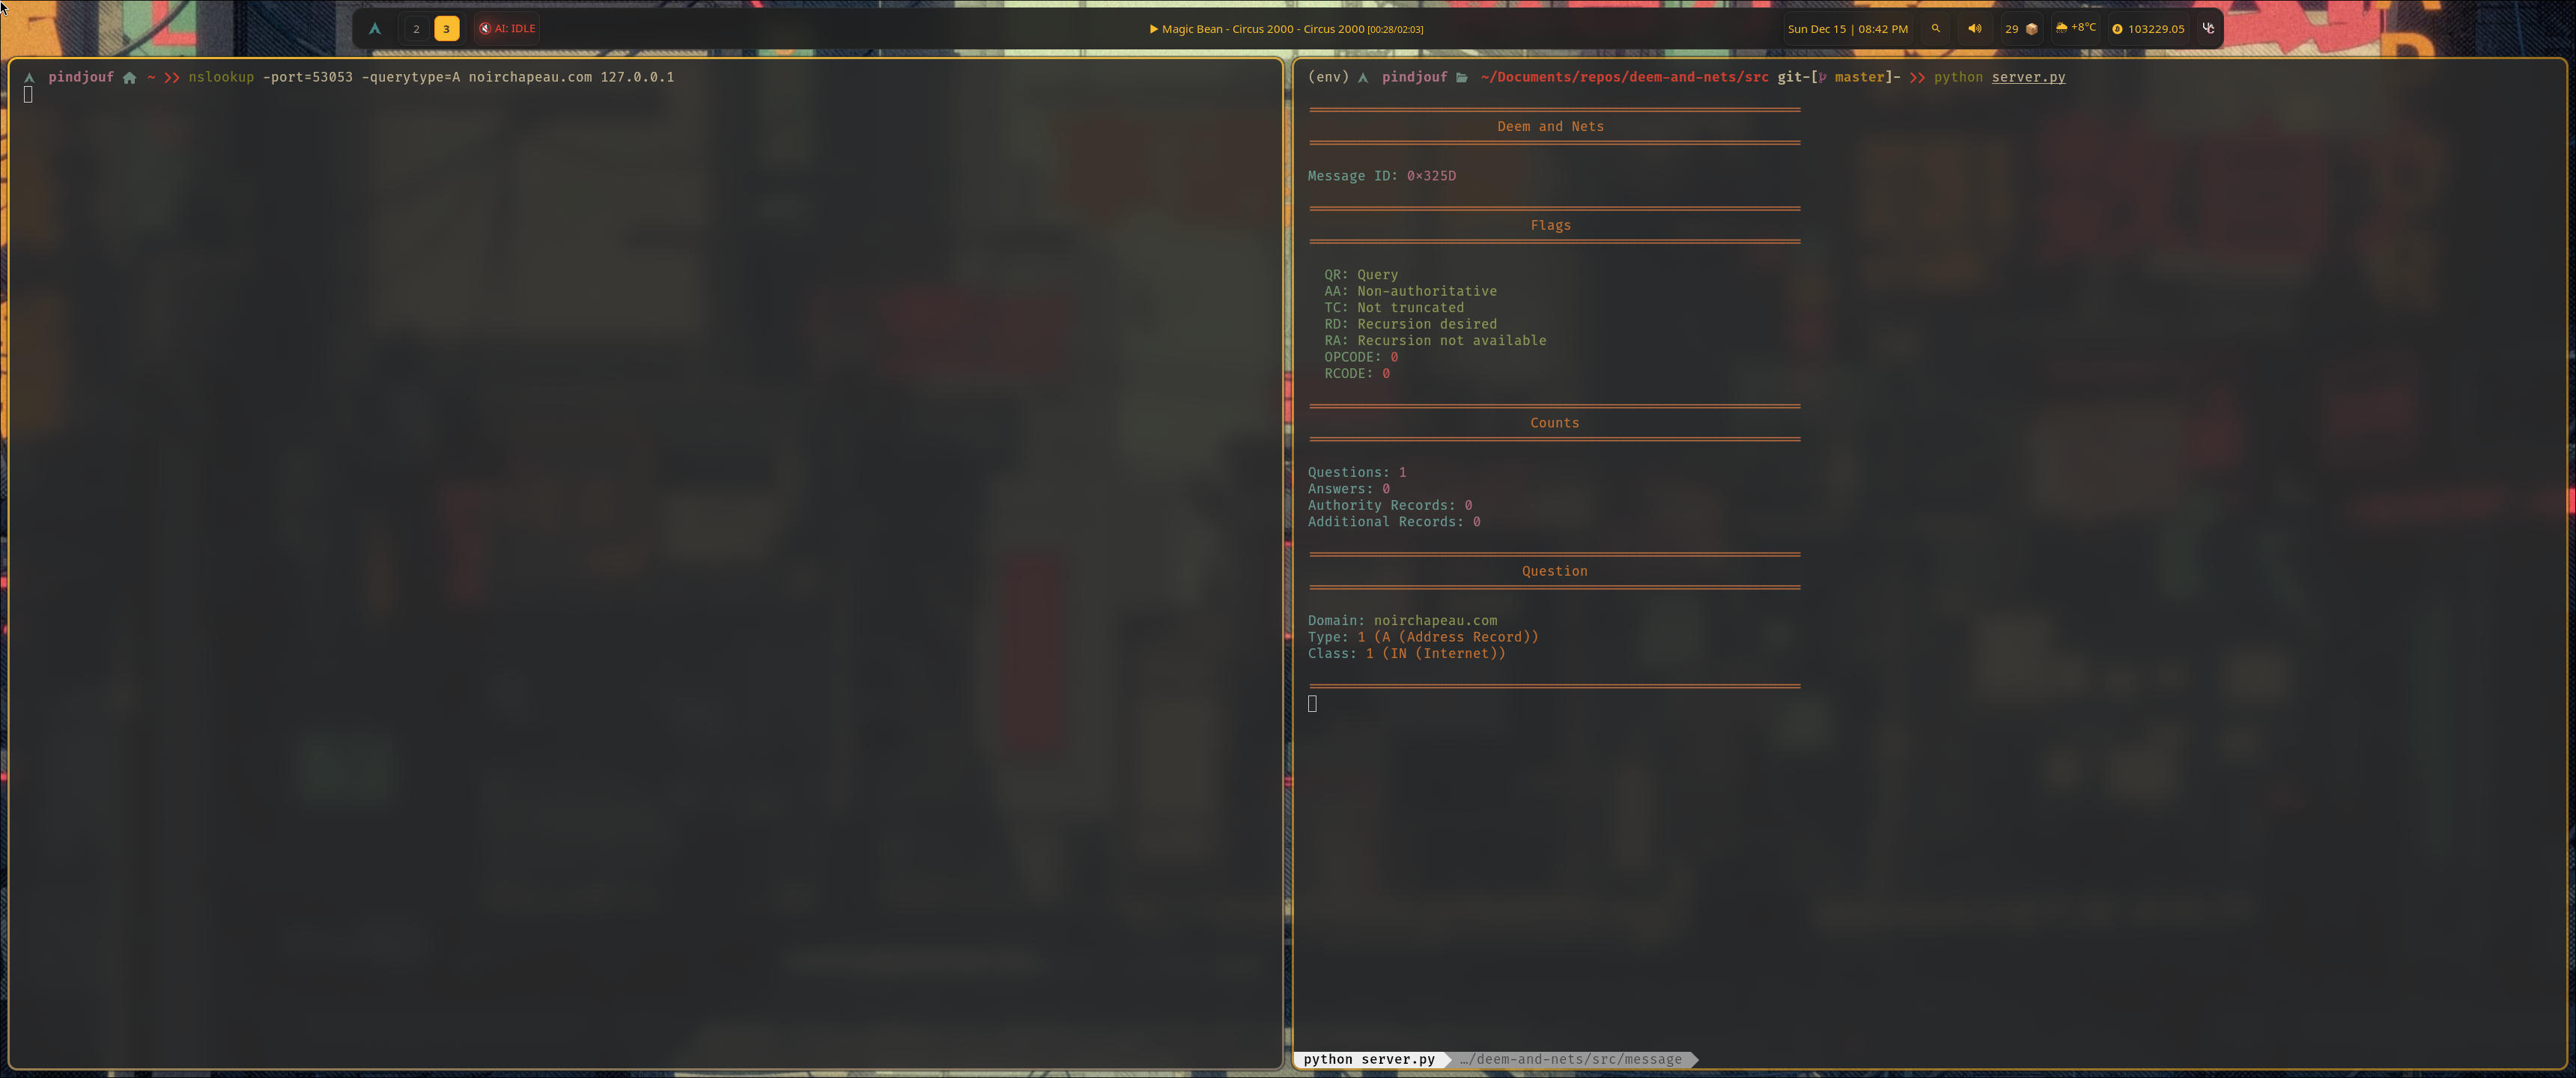 2 3 AI: IDLE
Magic Bean - Circus 2000 - Circus 2000 [00:28/02:03]
Sun Dec 15 | 08:42 PM 29 +8°C 103229.05
pindjouf ~ >> nslookup -port=53053 -querytype=A noirchapeau.com 127.0.0.1
(env) pindjouf ~/Documents/repos/deem-and-nets/src git-[ master]- >> python server.py
Deem and Nets
Message ID: 0×325D
Flags
QR: Query
AA: Non-authoritative
TC: Not truncated
RD: Recursion desired
RA: Recursion not available
OPCODE: 0
RCODE: 0
Counts
Questions: 1
Answers: 0
Authority Records: 0
Additional Records: 0
Question
Domain: noirchapeau.com
Type: 1 (A (Address Record))
Class: 1 (IN (Internet))
python server.py …/deem-and-nets/src/message